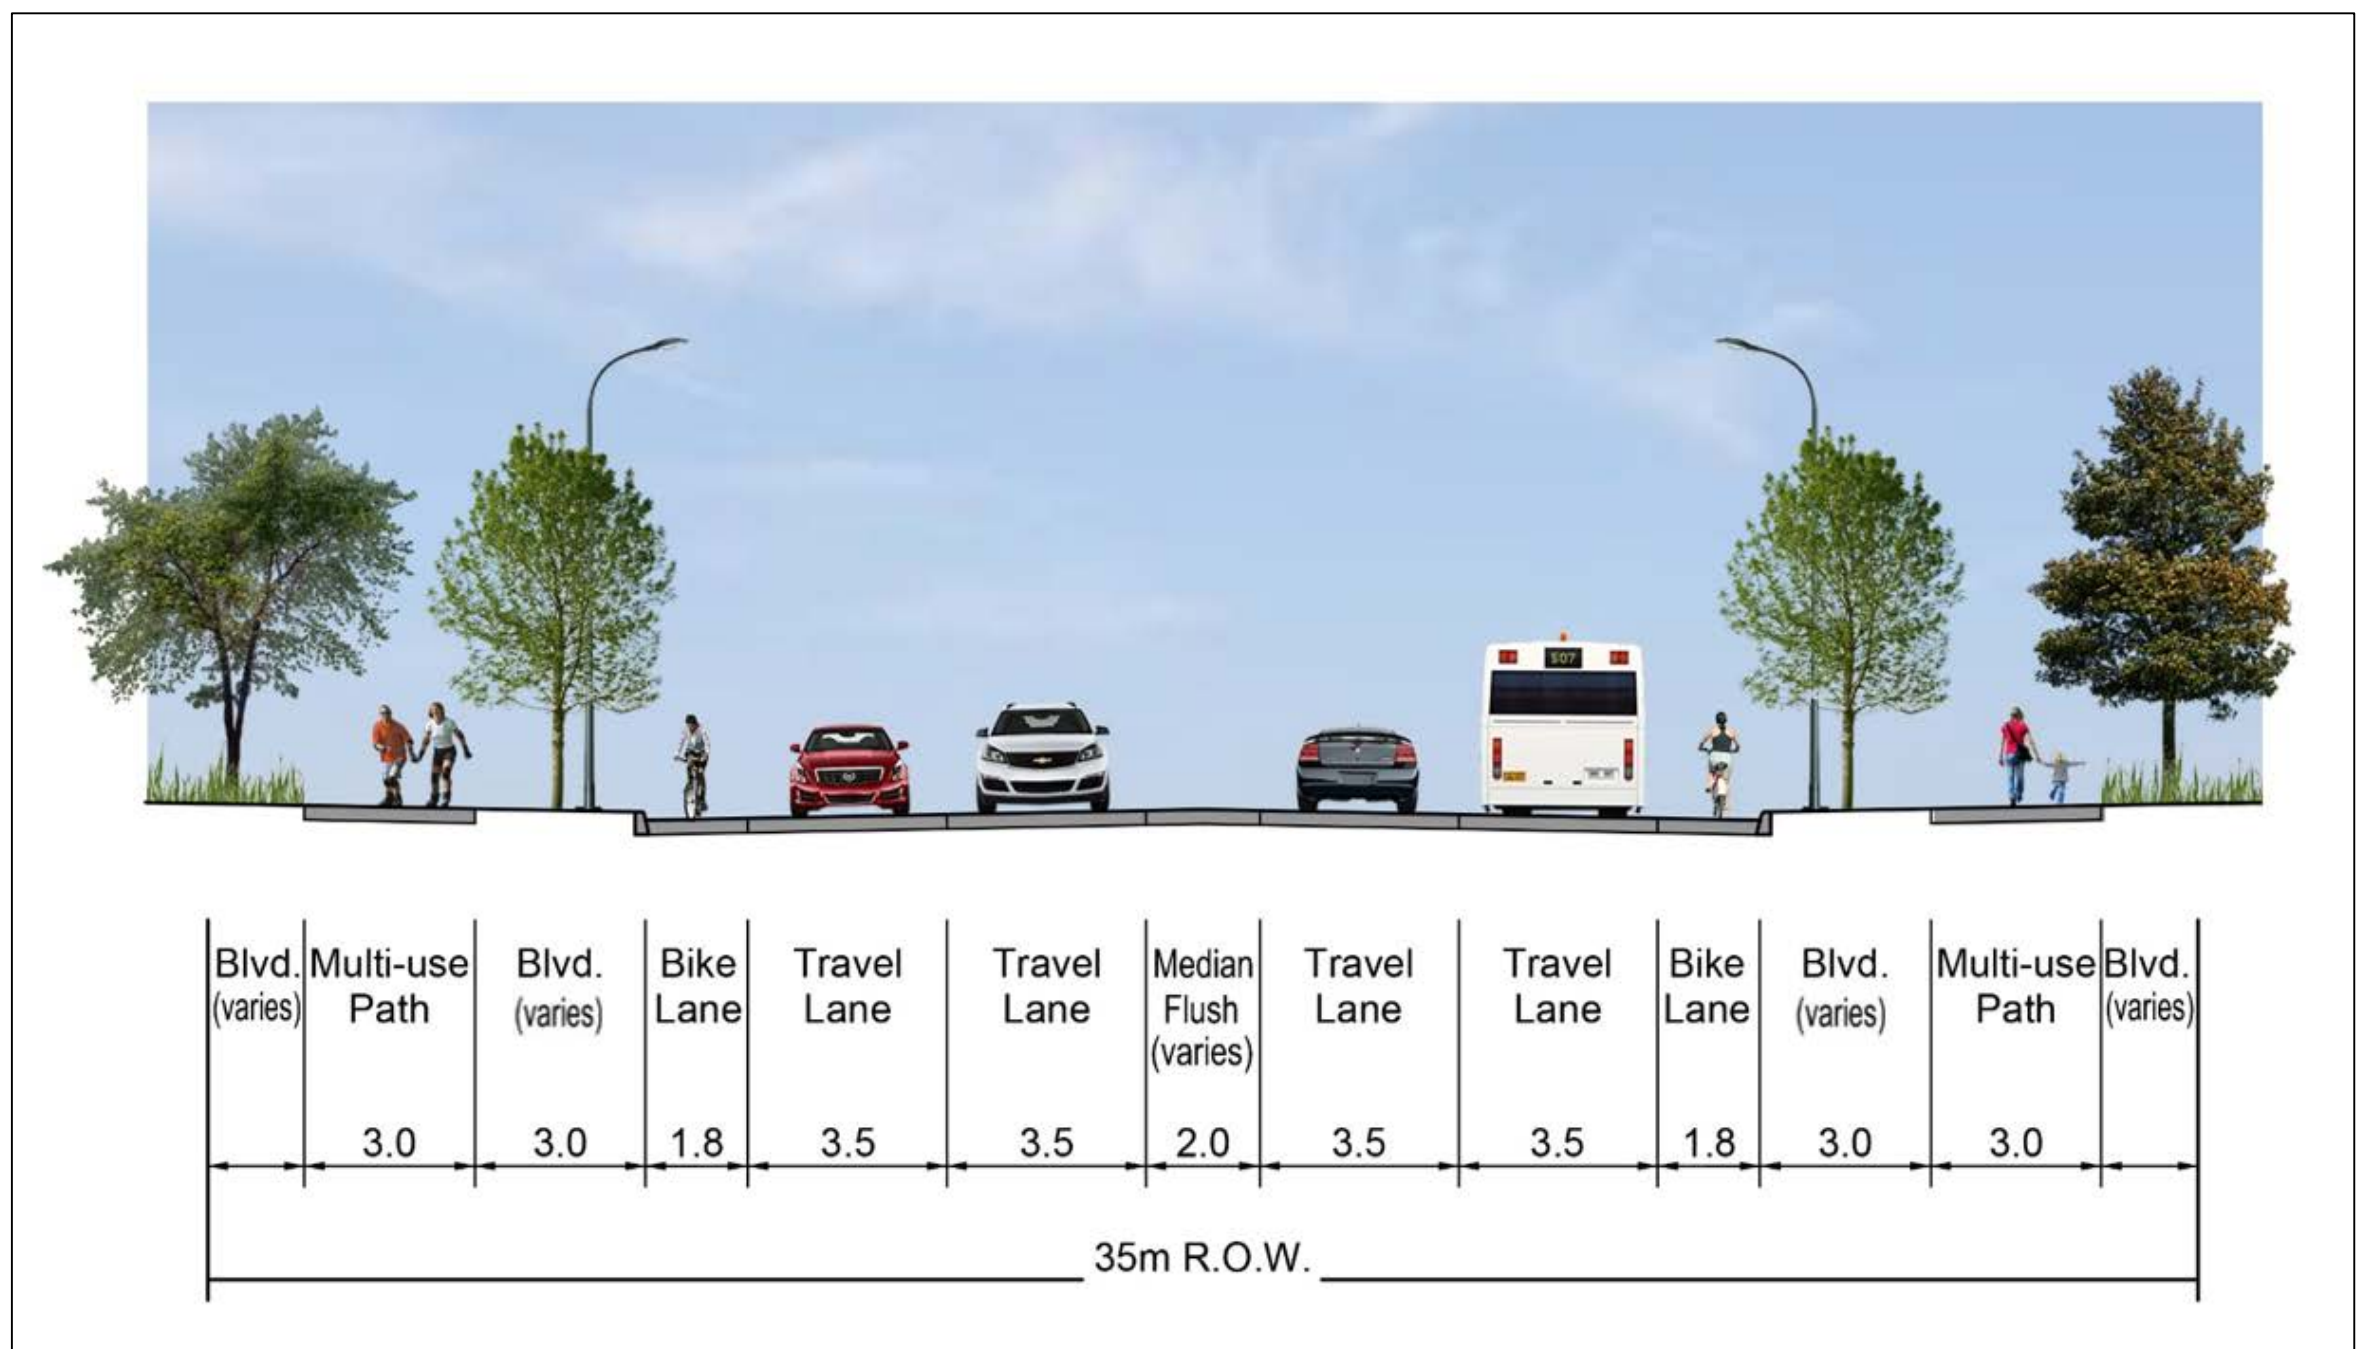 507
Blvd. Multi-use Blvd. Bike Travel Travel Median Travel Travel Bike Blvd. Multi-use Blvd.
(varies) Path (varies) Lane Lane Lane Flush Lane Lane Lane (varies) Path (varies)
(varies)
3.0 3.0 1.8 3.5 3.5 2.0 3.5 3.5 1.8 3.0 3.0
35m R.O.W.